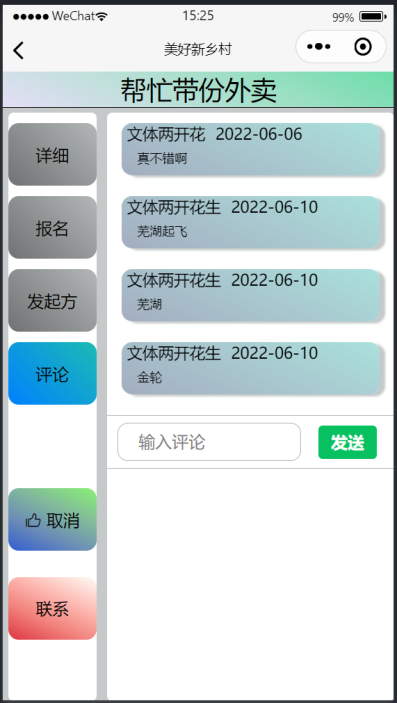 WeChat 15:25 99%
美好新乡村
帮忙带份外卖
详细
报名
发起方
评论
取消
联系
文体两开花 2022-06-06
真不错啊
文体两开花生 2022-06-10
芜湖起飞
文体两开花生 2022-06-10
芜湖
文体两开花生 2022-06-10
金轮
输入评论 发送